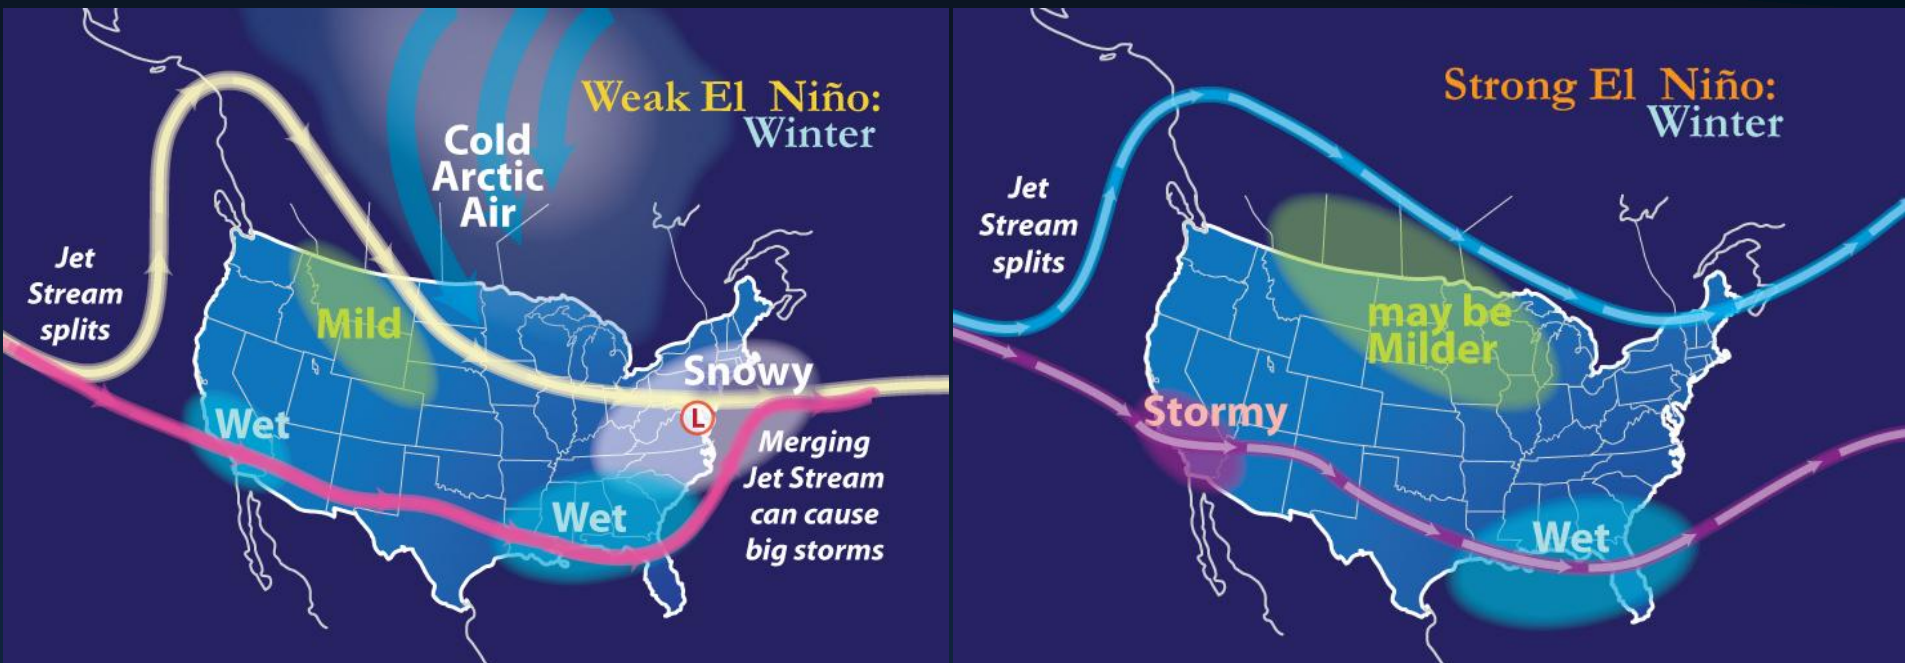 Weak El Niño:
Winter
Cold
Arctic
Air
Jet
Stream
splits
Mild
Snowy
Wet
L
Merging
Jet Stream
can cause
big storms
Wet
Strong El Niño:
Winter
Jet
Stream
splits
may be
Milder
Stormy
Wet